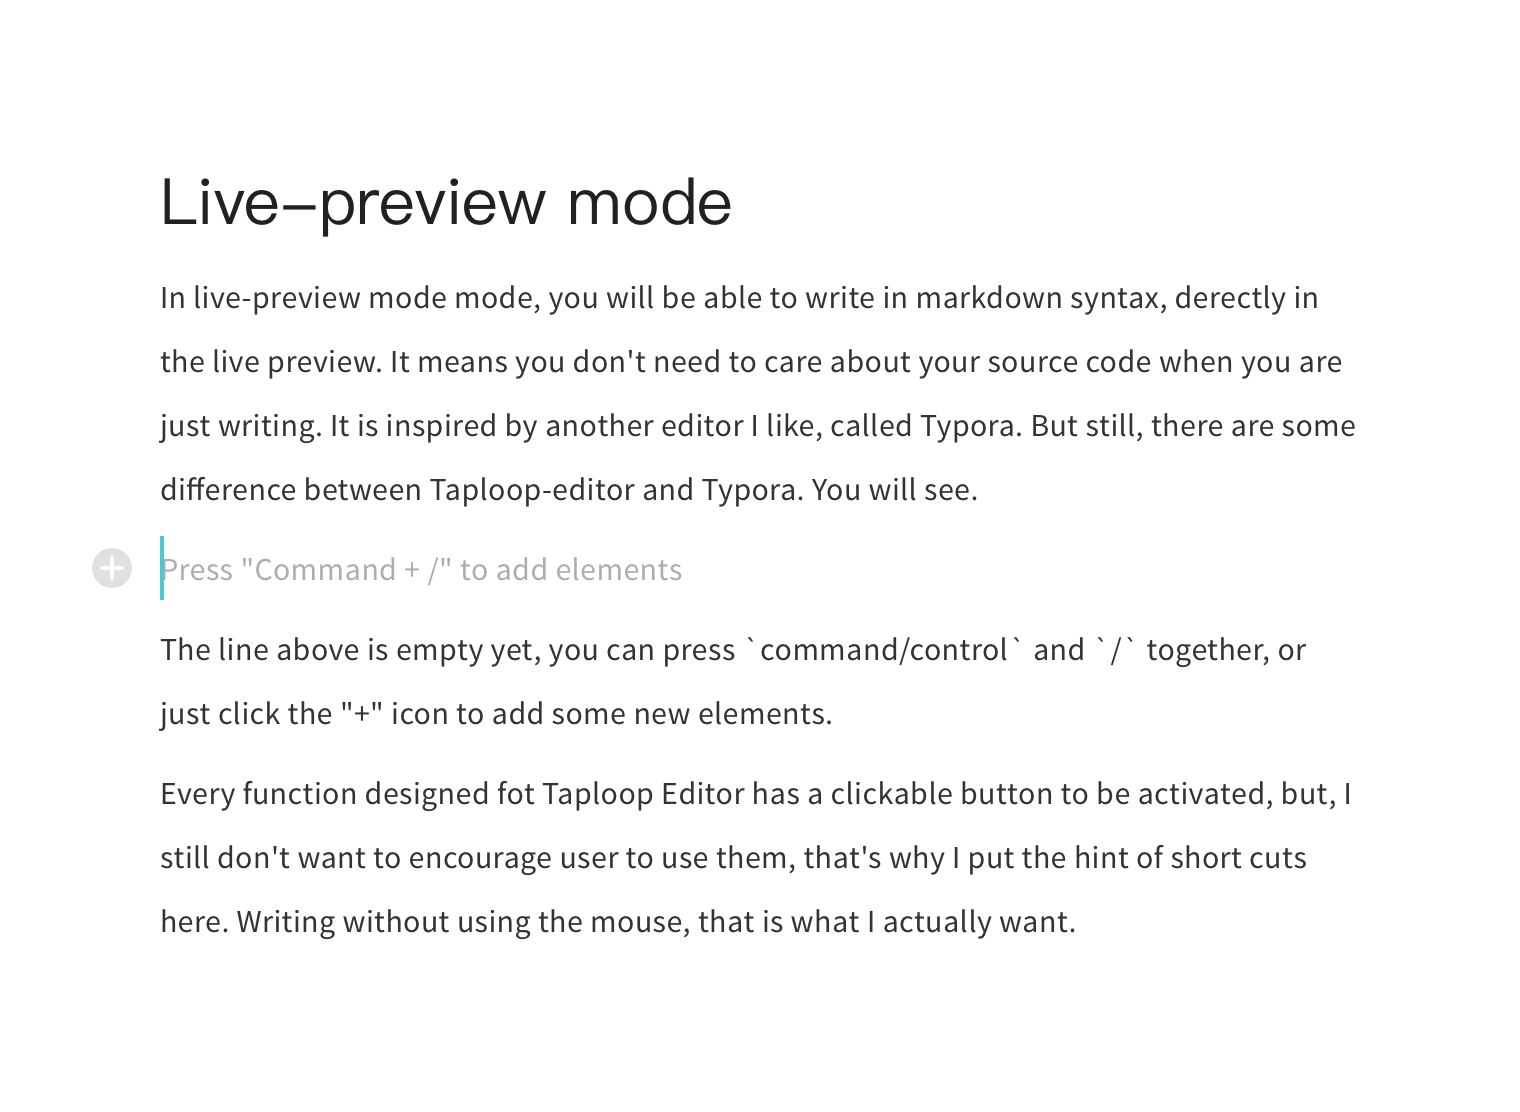 Live-preview mode
In live-preview mode mode, you will be able to write in markdown syntax, derectly in
the live preview. It means you don't need to care about your source code when you are
just writing. It is inspired by another editor I like, called Typora. But still, there are some
difference between Taploop-editor and Typora. You will see.
Press "Command + /" to add elements
The line above is empty yet, you can press `command/control` and `/` together, or
just click the "+" icon to add some new elements.
Every function designed fot Taploop Editor has a clickable button to be activated, but, I
still don't want to encourage user to use them, that's why I put the hint of short cuts
here. Writing without using the mouse, that is what I actually want.